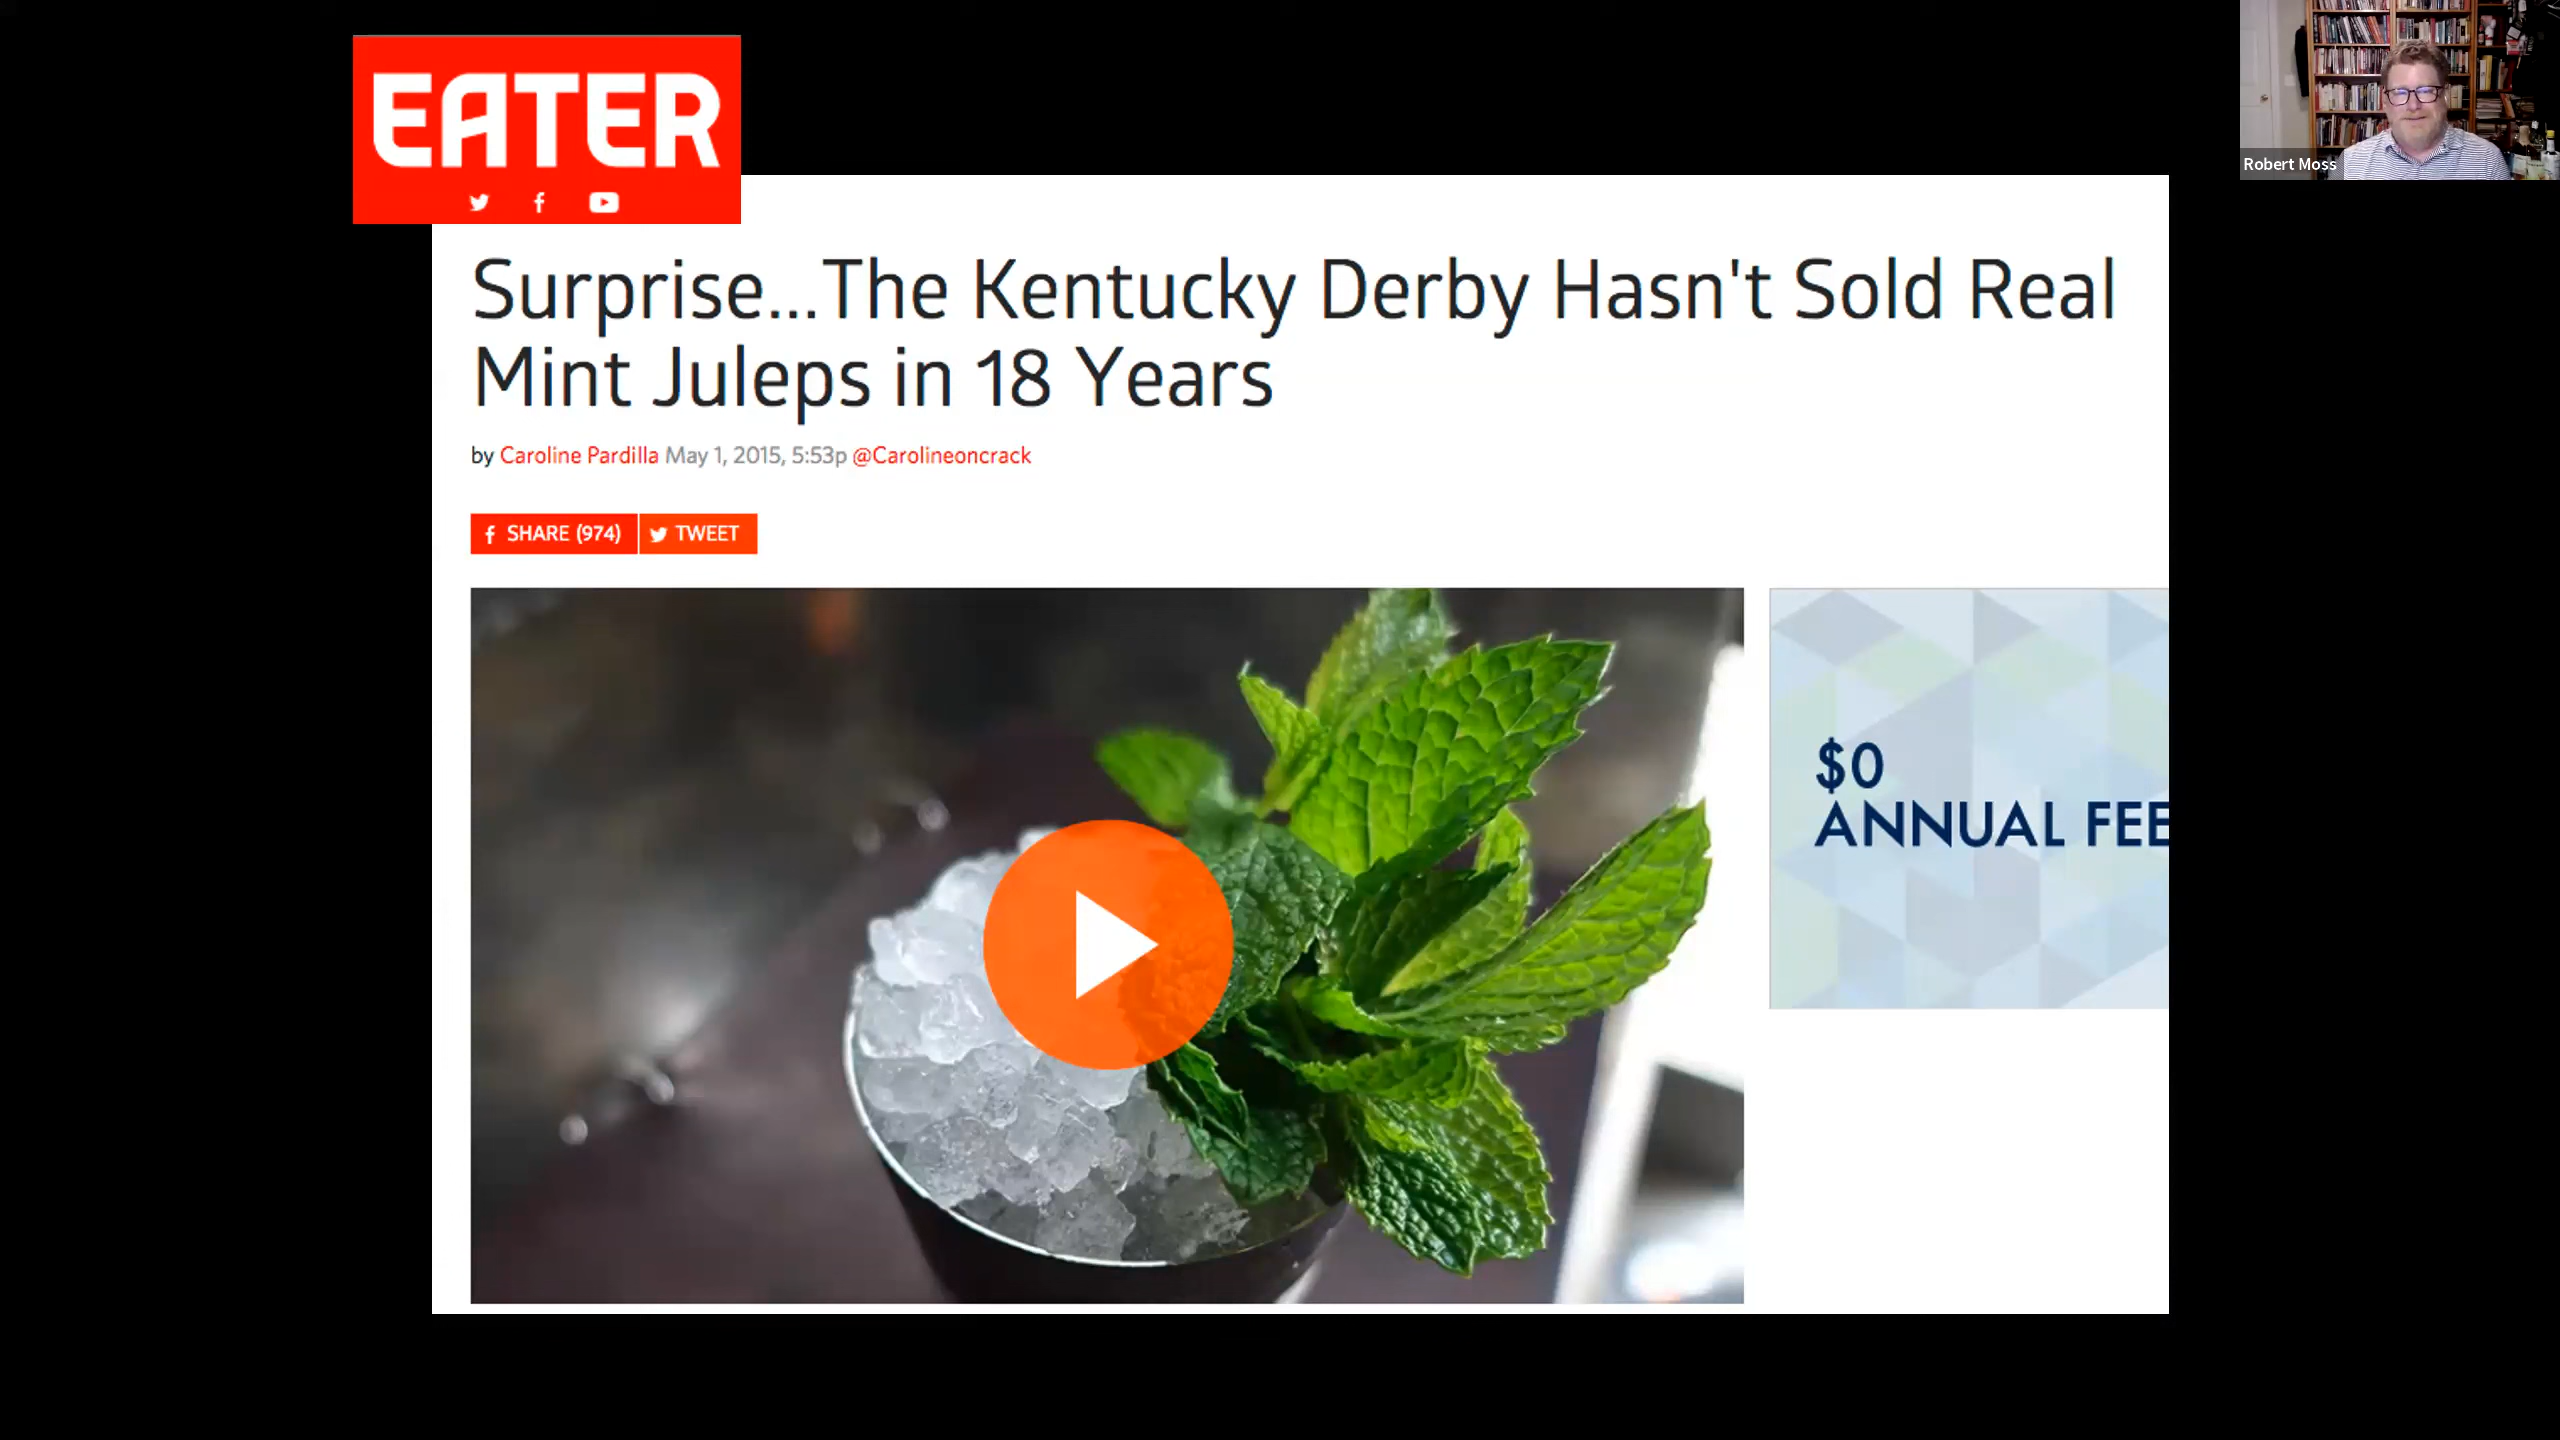 EATER
Robert Moss
Surprise...The Kentucky Derby Hasn't Sold Real
Mint Juleps in 18 Years
by Caroline Pardilla May 1, 2015, 5:53p @Carolineoncrack
SHARE (974) TWEET
$0
ANNUAL FEE